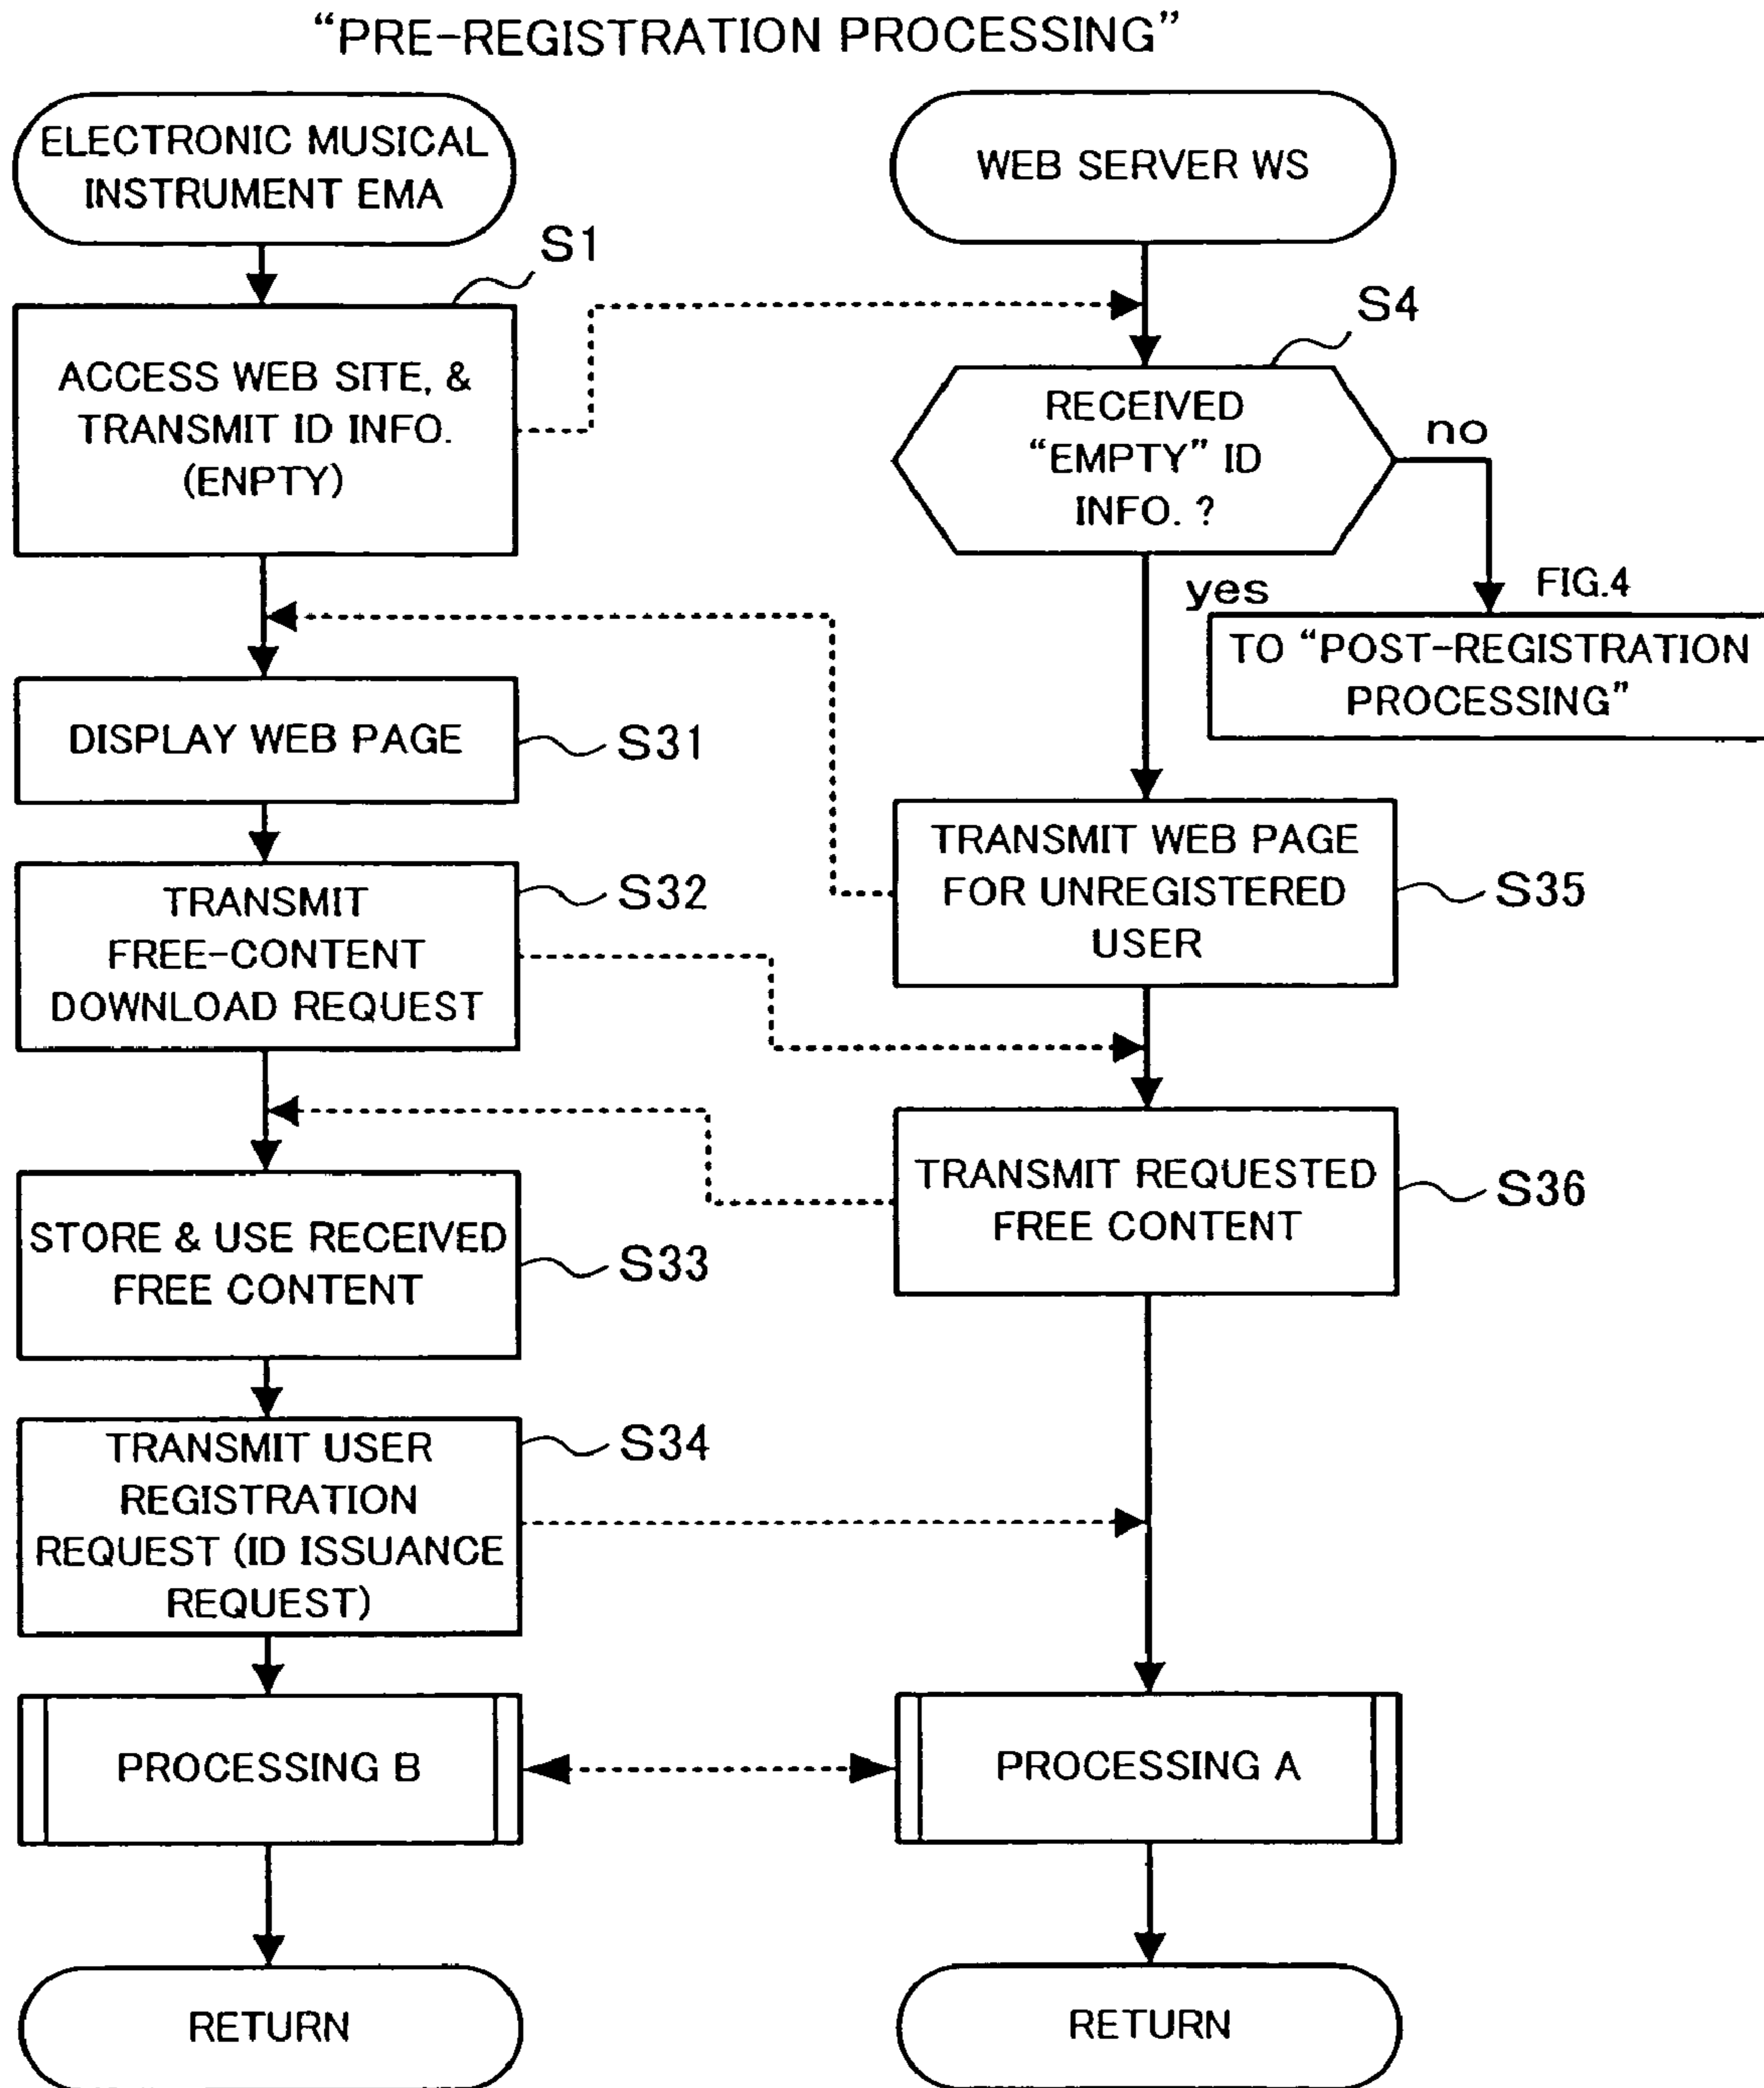 “PRE-REGISTRATION PROCESSING”
ELECTRONIC MUSICAL
INSTRUMENT EMA
WEB SERVER WS
S1
ACCESS WEB SITE, &
TRANSMIT ID INFO.
(ENPTY)
S4
RECEIVED
“EMPTY” ID
INFO. ?
no
yes
FIG.4
TO “POST-REGISTRATION
PROCESSING”
DISPLAY WEB PAGE
S31
TRANSMIT
FREE-CONTENT
DOWNLOAD REQUEST
S32
TRANSMIT WEB PAGE
FOR UNREGISTERED
USER
S35
TRANSMIT REQUESTED
FREE CONTENT
S36
STORE & USE RECEIVED
FREE CONTENT
S33
TRANSMIT USER
REGISTRATION
REQUEST (ID ISSUANCE
REQUEST)
S34
PROCESSING B
PROCESSING A
RETURN
RETURN